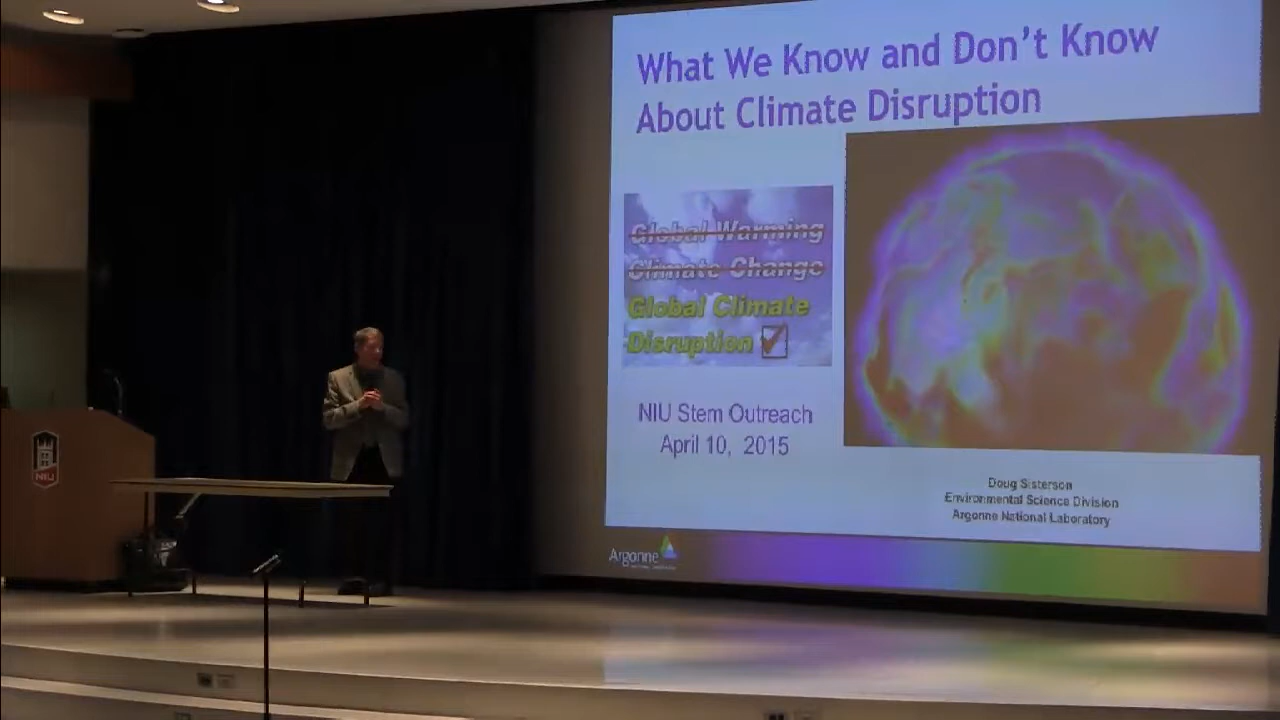 What We Know and Don't Know
About Climate Disruption
Global Warming
Climate Change
Global Climate
Disruption
NIU Stem Outreach
April 10, 2015
Doug Sisterson
Environmental Science Division
Argonne National Laboratory
Argonne
NIU